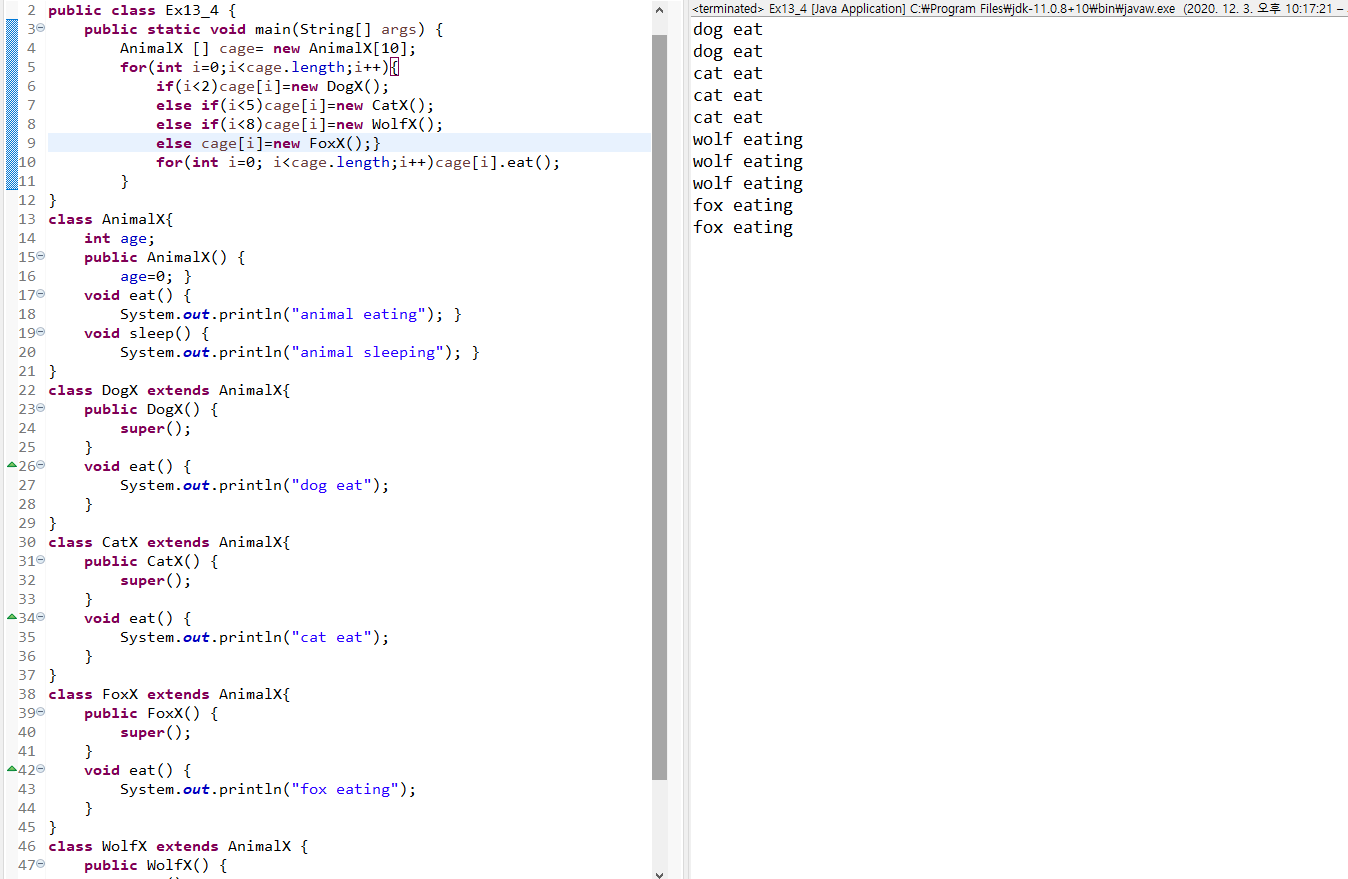 2 public class Ex13_4 {
3 public static void main(String[] args) {
4 AnimalX [] cage= new AnimalX[10];
5 for(int i=0;i<cage.length;i++){
6 if(i<2)cage[i]=new DogX();
7 else if(i<5)cage[i]=new CatX();
8 else if(i<8)cage[i]=new WolfX();
9 else cage[i]=new FoxX();}
10 for(int i=0; i<cage.length;i++)cage[i].eat();
11 }
12 }
13 class AnimalX{
14 int age;
15 public AnimalX() {
16 age=0; }
17 void eat() {
18 System.out.println("animal eating"); }
19 void sleep() {
20 System.out.println("animal sleeping"); }
21 }
22 class DogX extends AnimalX{
23 public DogX() {
24 super();
25 }
26 void eat() {
27 System.out.println("dog eat");
28 }
29 }
30 class CatX extends AnimalX{
31 public CatX() {
32 super();
33 }
34 void eat() {
35 System.out.println("cat eat");
36 }
37 }
38 class FoxX extends AnimalX{
39 public FoxX() {
40 super();
41 }
42 void eat() {
43 System.out.println("fox eating");
44 }
45 }
46 class WolfX extends AnimalX {
47 public WolfX() {
<terminated> Ex13_4 [Java Application] C:₩Program Files₩jdk-11.0.8+10₩bin₩javaw.exe (2020. 12. 3. 오후 10:17:21 –
dog eat
dog eat
cat eat
cat eat
cat eat
wolf eating
wolf eating
wolf eating
fox eating
fox eating